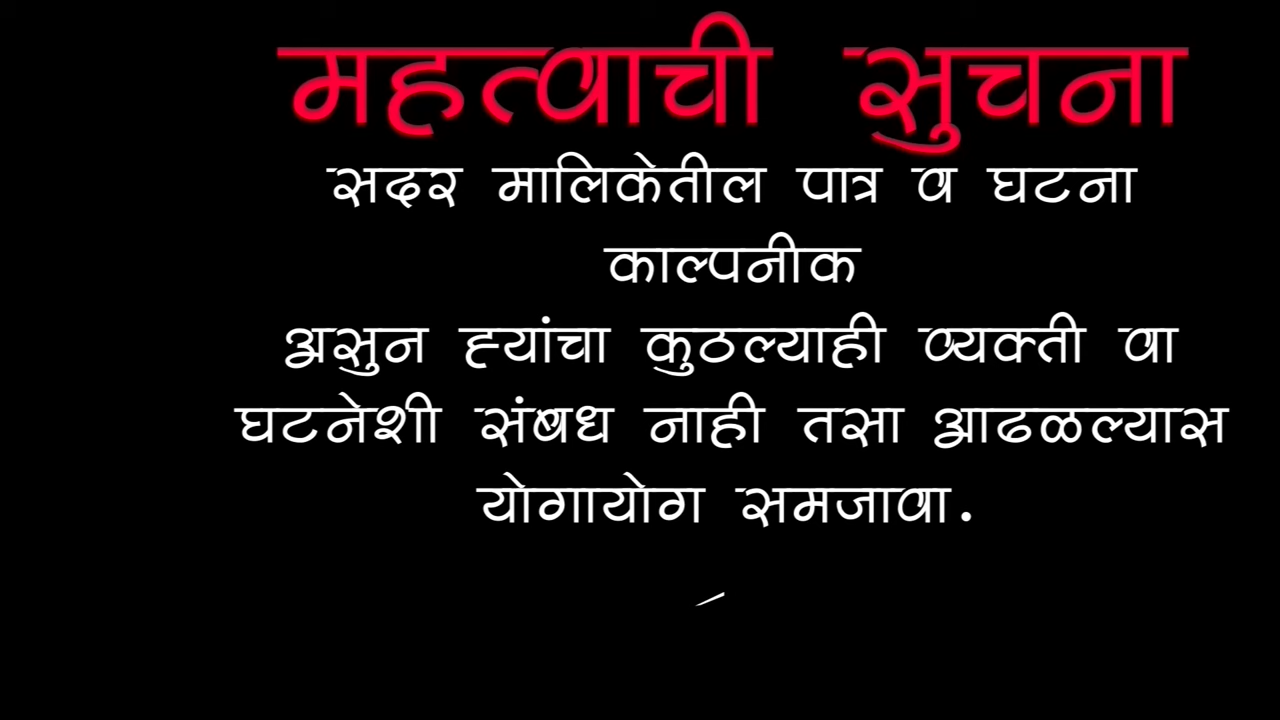 महत्वाची सुचना
सदर मालिकेतील पात्र व घटना
काल्पनीक
असुन ह्यांचा कुठल्याही व्यक्ती वा
घटनेशी संबध नाही तसा आढळल्यास
योगायोग समजावा.